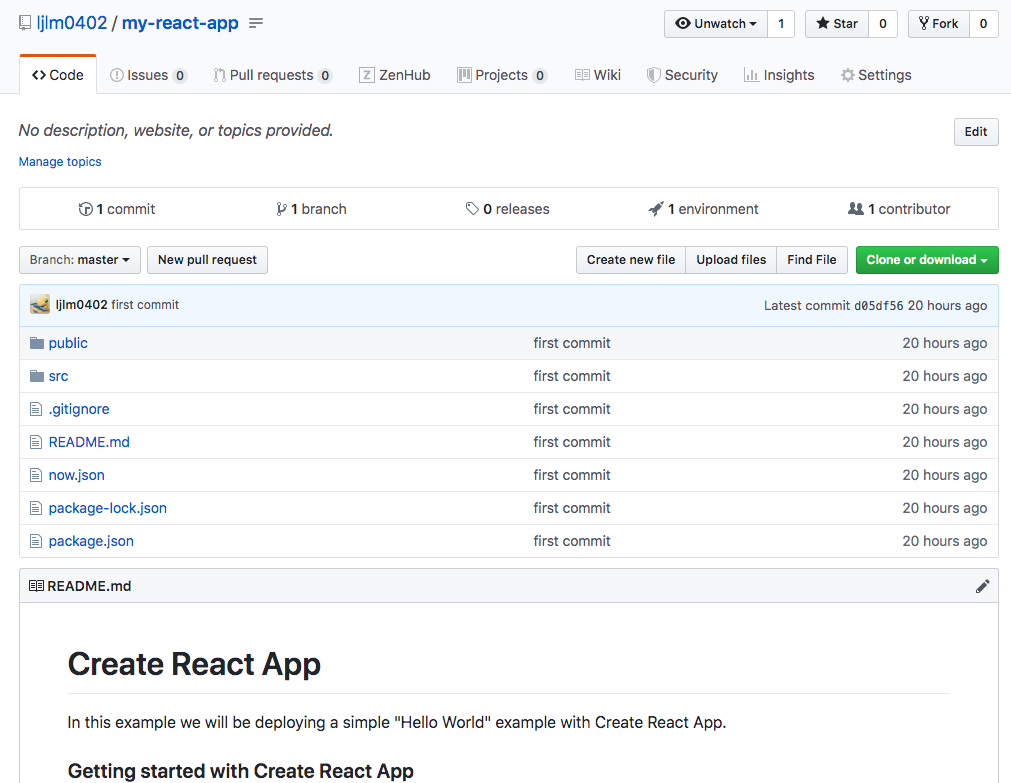 ljlm0402 / my-react-app
Unwatch 1 Star 0 Fork 0
Code Issues 0 Pull requests 0 ZenHub Projects 0 Wiki Security Insights Settings
No description, website, or topics provided.
Edit
Manage topics
1 commit 1 branch 0 releases 1 environment 1 contributor
Branch: master New pull request Create new file Upload files Find File Clone or download
ljlm0402 first commit Latest commit d05df56 20 hours ago
public first commit 20 hours ago
src first commit 20 hours ago
.gitignore first commit 20 hours ago
README.md first commit 20 hours ago
now.json first commit 20 hours ago
package-lock.json first commit 20 hours ago
package.json first commit 20 hours ago
README.md
Create React App
In this example we will be deploying a simple "Hello World" example with Create React App.
Getting started with Create React App